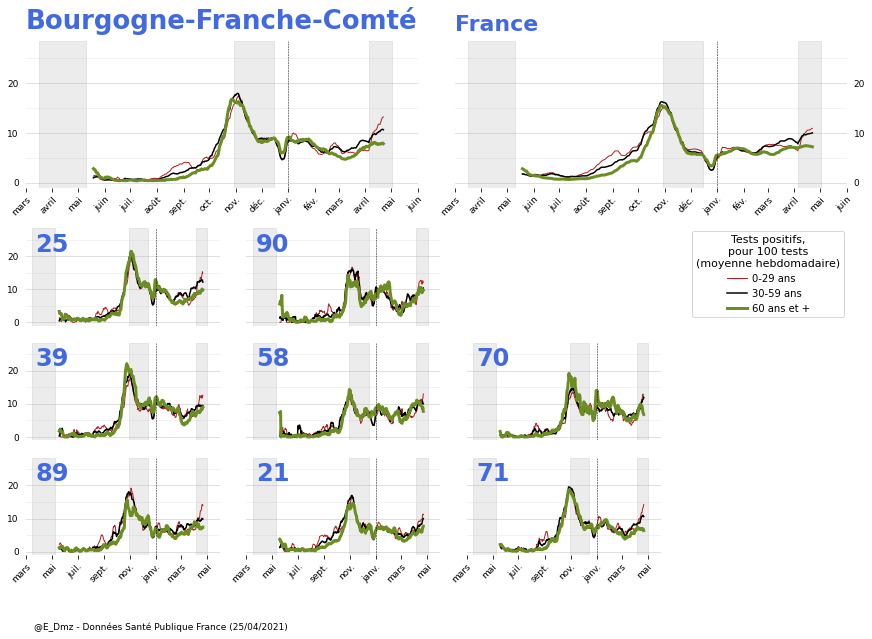 Bourgogne-Franche-Comté
France
20
10
0
20
10
0
mars avril mai juin juil. août sept. oct. nov. déc. janv. fév. mars avril mai juin
mars avril mai juin juil. août sept. oct. nov. déc. janv. fév. mars avril mai juin
25
90
20
10
0
Tests positifs,
pour 100 tests
(moyenne hebdomadaire)
0-29 ans
30-59 ans
60 ans et +
39
58
70
20
10
0
89
21
71
20
10
0
mars mai juil. sept. nov. janv. mars mai
mars mai juil. sept. nov. janv. mars mai
mars mai juil. sept. nov. janv. mars mai
@E_Dmz - Données Santé Publique France (25/04/2021)